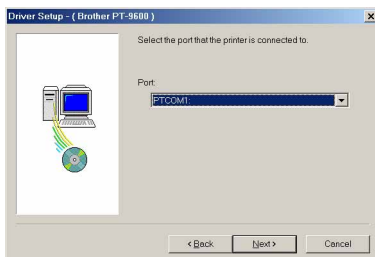 Driver Setup - ( Brother PT-9600 )
Select the port that the printer is connected to.
Port:
PTCOM1:
< Back
Next >
Cancel